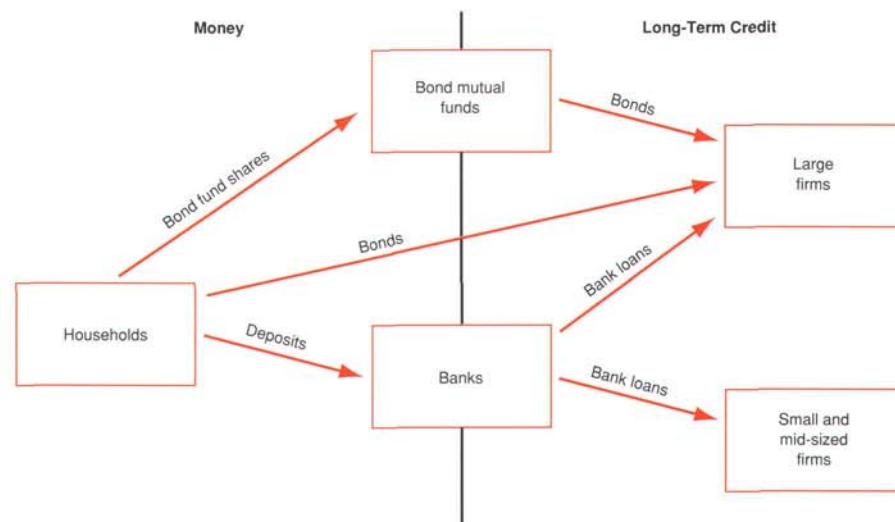 Money
Long-Term Credit
Bond mutual
funds
Bonds
Large
firms
Bond fund shares
Bonds
Bank loans
Households
Deposits
Banks
Bank loans
Small and
mid-sized
firms